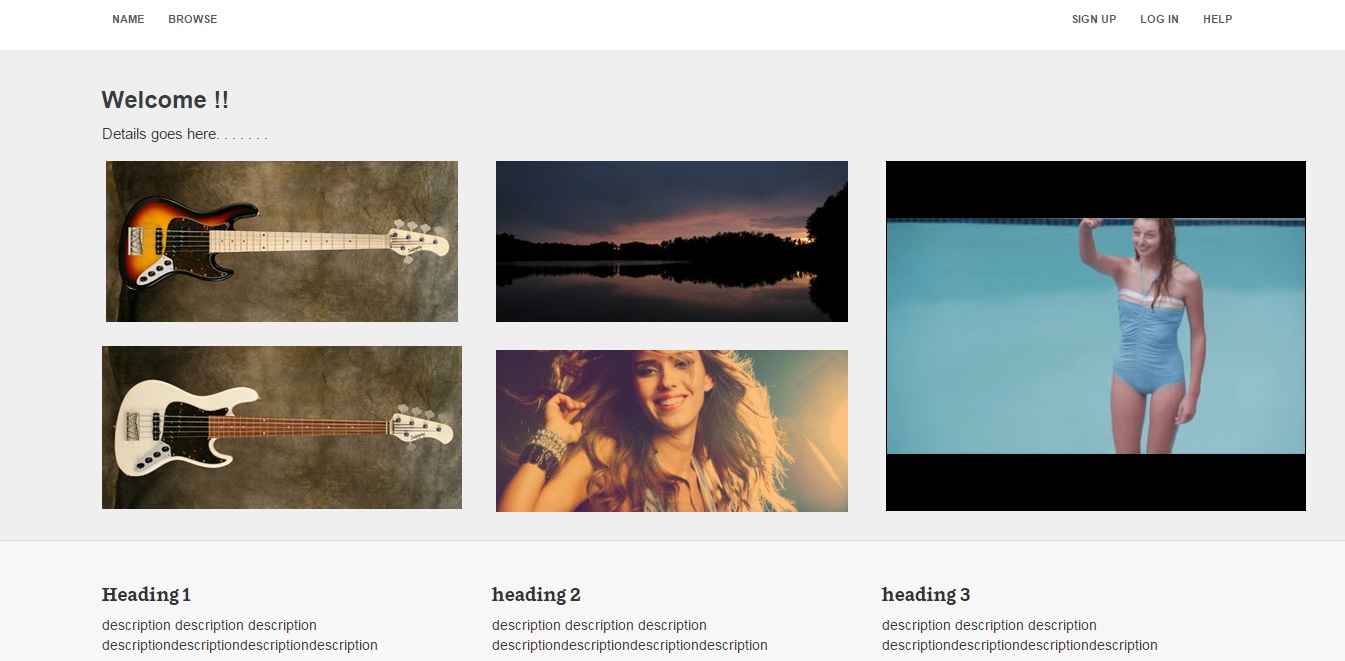 NAME BROWSE SIGN UP LOG IN HELP
Welcome !!
Details goes here. . . . . . .
Heading 1
description description description
descriptiondescriptiondescriptiondescription
heading 2
description description description
descriptiondescriptiondescriptiondescription
heading 3
description description description
descriptiondescriptiondescriptiondescription